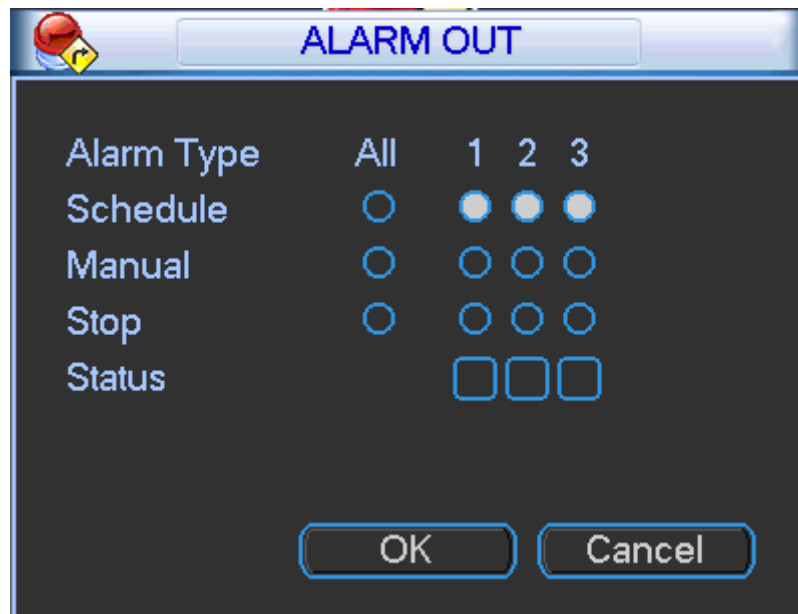 ALARM OUT
Alarm Type All 1 2 3
Schedule
Manual
Stop
Status
OK Cancel